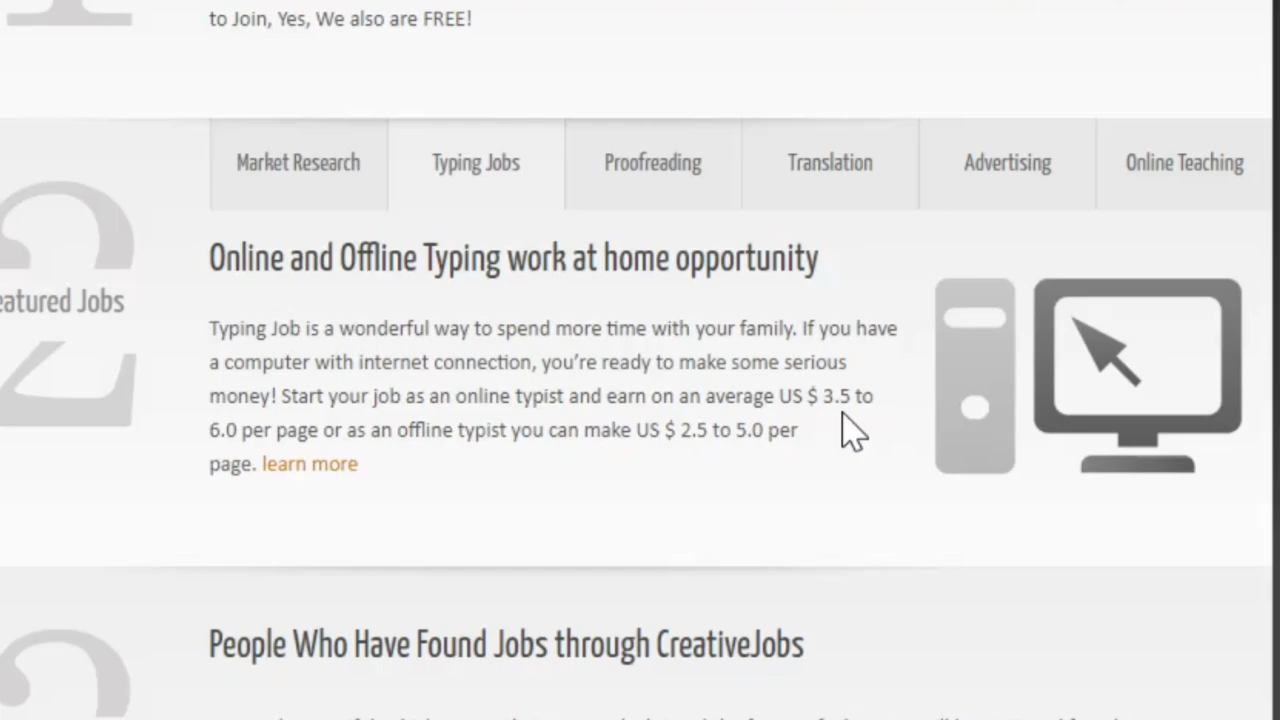 to Join, Yes, We also are FREE!
Market Research
Typing Jobs
Proofreading
Translation
Advertising
Online Teaching
2
Jobs
Online and Offline Typing work at home opportunity
Typing Job is a wonderful way to spend more time with your family. If you have
a computer with internet connection, you’re ready to make some serious
money! Start your job as an online typist and earn on an average US $ 3.5 to
6.0 per page or as an offline typist you can make US $ 2.5 to 5.0 per
page. learn more
People Who Have Found Jobs through CreativeJobs